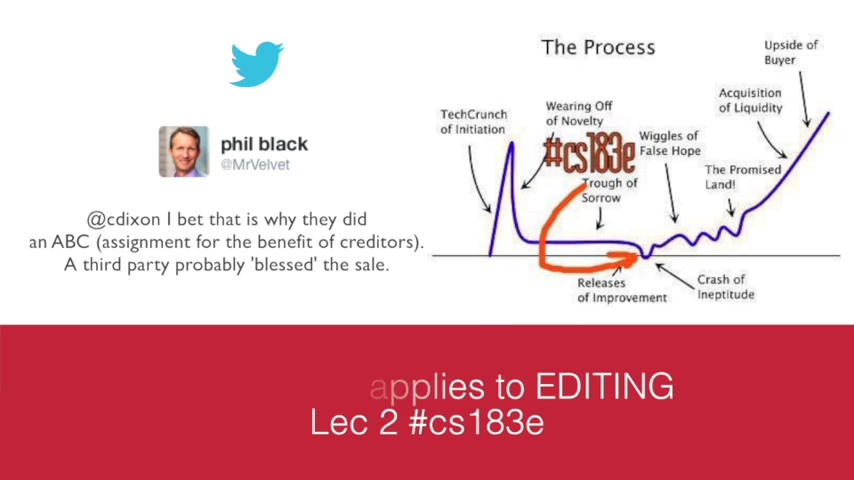 phil black
@MrVelvet
@cdixon I bet that is why they did
an ABC (assignment for the benefit of creditors).
A third party probably 'blessed' the sale.
The Process
TechCrunch
of Initiation
Wearing Off
of Novelty
#cs183e
Trough of
Sorrow
Releases
of Improvement
Wiggles of
False Hope
Crash of
Ineptitude
The Promised
Land!
Acquisition
of Liquidity
Upside of
Buyer
applies to EDITING
Lec 2 #cs183e